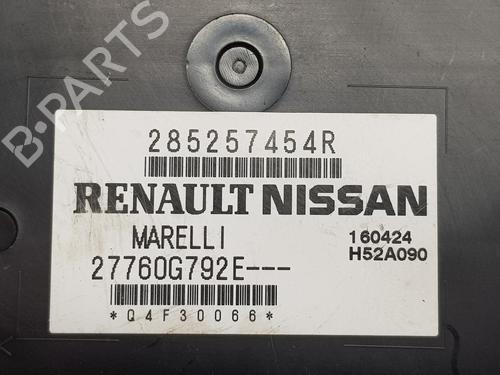 B-PARTS
285257454R
RENAULT NISSAN
MARELLI
160424
27760G792E---
H52A090
*Q4F30066*